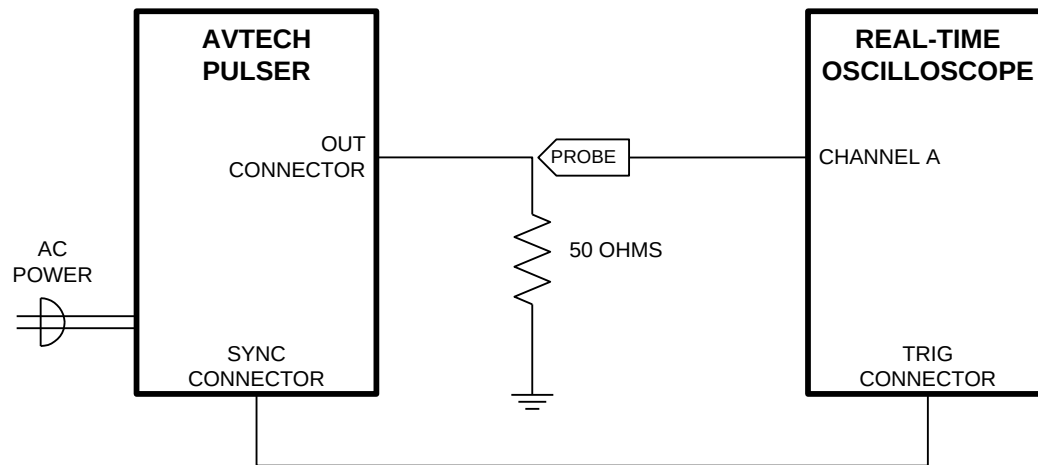 AVTECH
PULSER
REAL-TIME
OSCILLOSCOPE
OUT
CONNECTOR
PROBE
CHANNEL A
50 OHMS
AC
POWER
SYNC
CONNECTOR
TRIG
CONNECTOR